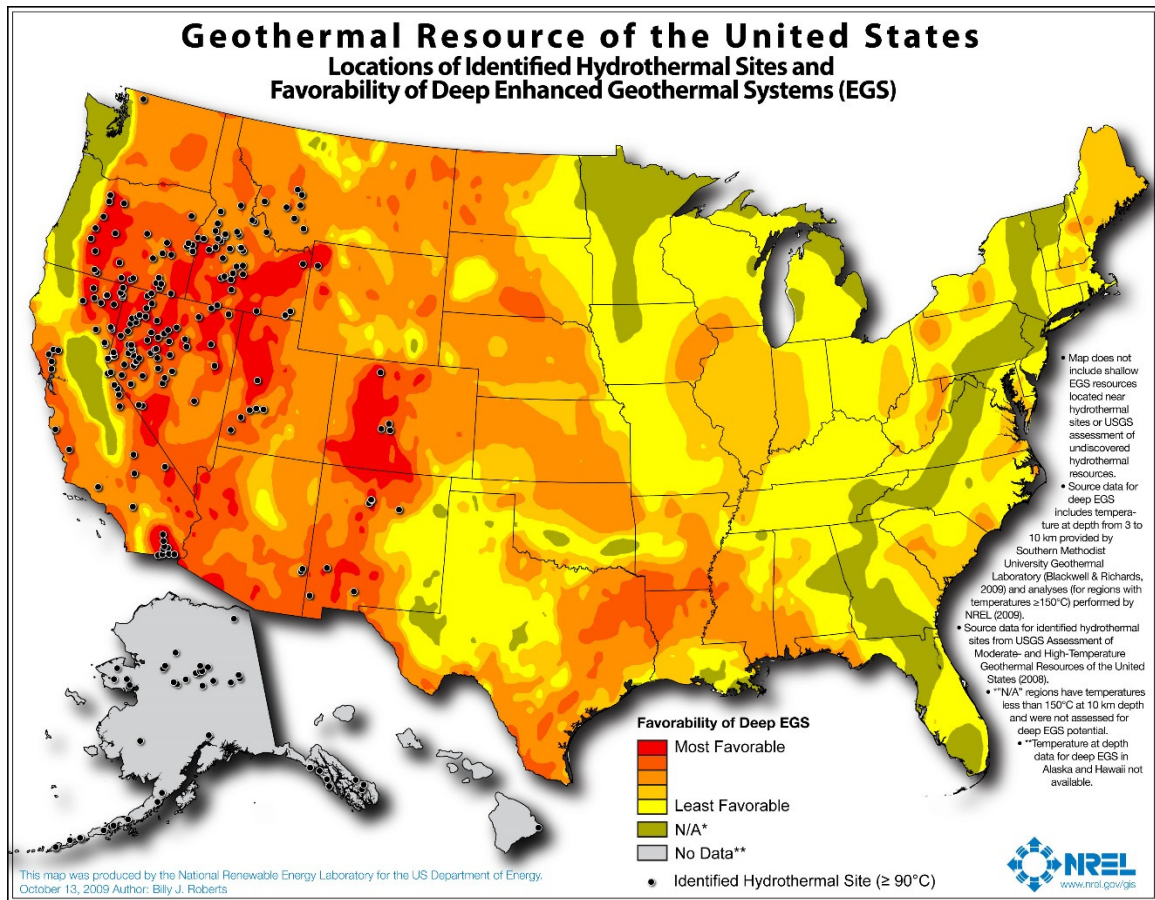 Geothermal Resource of the United States
Locations of Identified Hydrothermal Sites and
Favorability of Deep Enhanced Geothermal Systems (EGS)
• Map does not
include shallow
EGS resources
located near
hydrothermal
sites or USGS
assessment of
undiscovered
hydrothermal
resources.
• Source data for
deep EGS
includes tempera-
ture at depth from 3 to
10 km provided by
Southern Methodist
University Geothermal
Laboratory (Blackwell & Richards,
2009) and analyses (for regions with
temperatures ≥150°C) performed by
NREL (2009).
• Source data for identified hydrothermal
sites from USGS Assessment of
Moderate- and High-Temperature
Geothermal Resources of the United
States (2008).
• *"N/A" regions have temperatures
less than 150°C at 10 km depth
and were not assessed for
deep EGS potential.
• **Temperature at depth
data for deep EGS in
Alaska and Hawaii not
available.
Favorability of Deep EGS
Most Favorable
Least Favorable
N/A*
No Data**
Identified Hydrothermal Site (≥ 90°C)
This map was produced by the National Renewable Energy Laboratory for the US Department of Energy.
October 13, 2009 Author: Billy J. Roberts
NREL
www.nrel.gov/gis